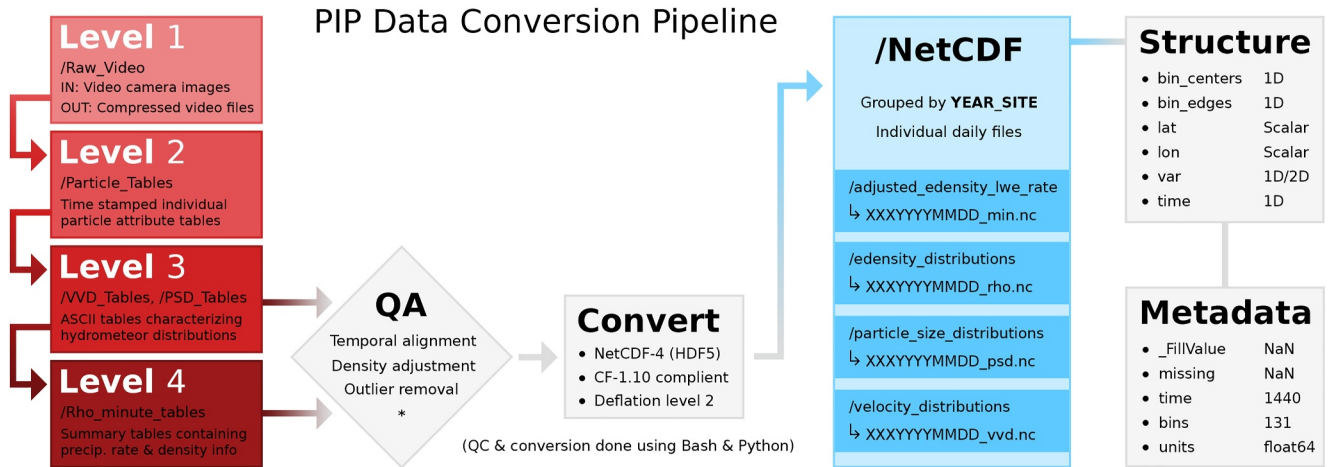 PIP Data Conversion Pipeline
Level 1
/Raw_Video
IN: Video camera images
OUT: Compressed video files
Level 2
/Particle_Tables
Time stamped individual
particle attribute tables
Level 3
/VVD_Tables, /PSD_Tables
ASCII tables characterizing
hydrometeor distributions
Level 4
/Rho_minute_tables
Summary tables containing
precip. rate & density info
QA
Temporal alignment
Density adjustment
Outlier removal
*
Convert
• NetCDF-4 (HDF5)
• CF-1.10 complient
• Deflation level 2
(QC & conversion done using Bash & Python)
/NetCDF
Grouped by YEAR_SITE
Individual daily files
/adjusted_edensity_lwe_rate
↳ XXXYYYYMMDD_min.nc
/edensity_distributions
↳ XXXYYYYMMDD_rho.nc
/particle_size_distributions
↳ XXXYYYYMMDD_psd.nc
/velocity_distributions
↳ XXXYYYYMMDD_vvd.nc
Structure
• bin_centers 1D
• bin_edges 1D
• lat Scalar
• lon Scalar
• var 1D/2D
• time 1D
Metadata
• _FillValue NaN
• missing NaN
• time 1440
• bins 131
• units float64